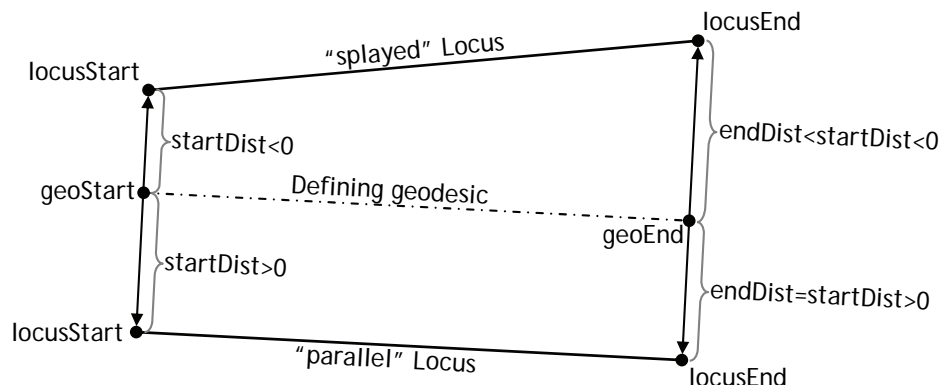 locusEnd
“splayed” Locus
locusStart
endDist<startDist<0
startDist<0
Defining geodesic
geoStart
geoEnd
startDist>0
endDist=startDist>0
locusStart
“parallel” Locus
locusEnd